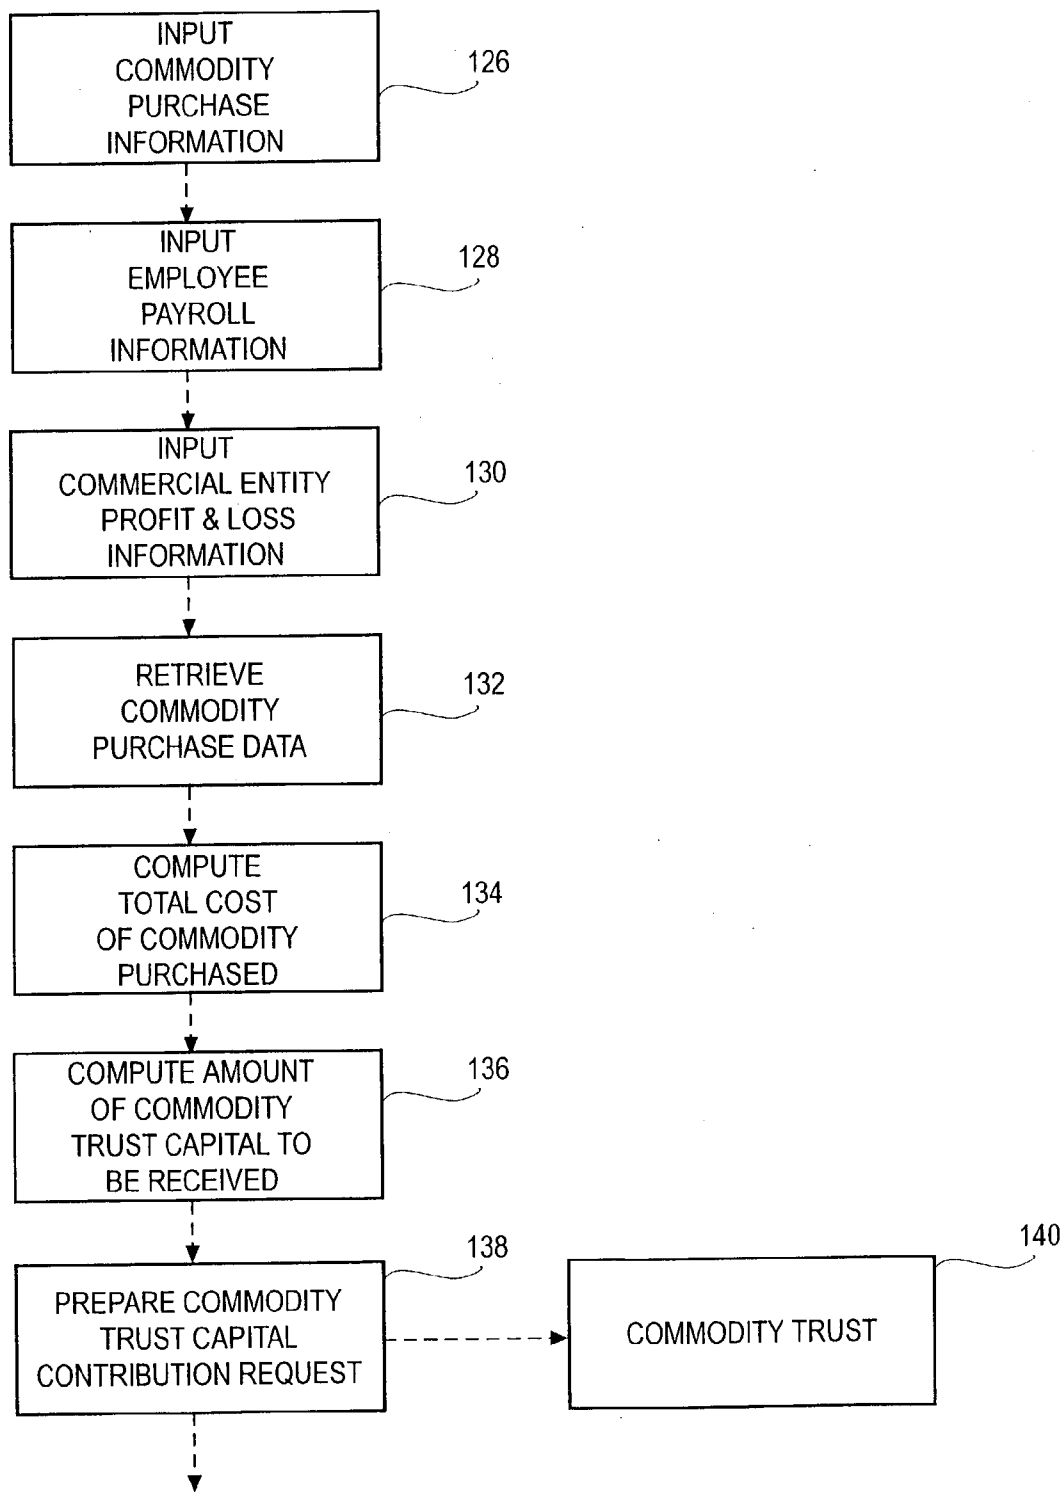 INPUT
COMMODITY
PURCHASE
INFORMATION
126
INPUT
EMPLOYEE
PAYROLL
INFORMATION
128
INPUT
COMMERCIAL ENTITY
PROFIT & LOSS
INFORMATION
130
RETRIEVE
COMMODITY
PURCHASE DATA
132
COMPUTE
TOTAL COST
OF COMMODITY
PURCHASED
134
COMPUTE AMOUNT
OF COMMODITY
TRUST CAPITAL TO
BE RECEIVED
136
PREPARE COMMODITY
TRUST CAPITAL
CONTRIBUTION REQUEST
138
COMMODITY TRUST
140